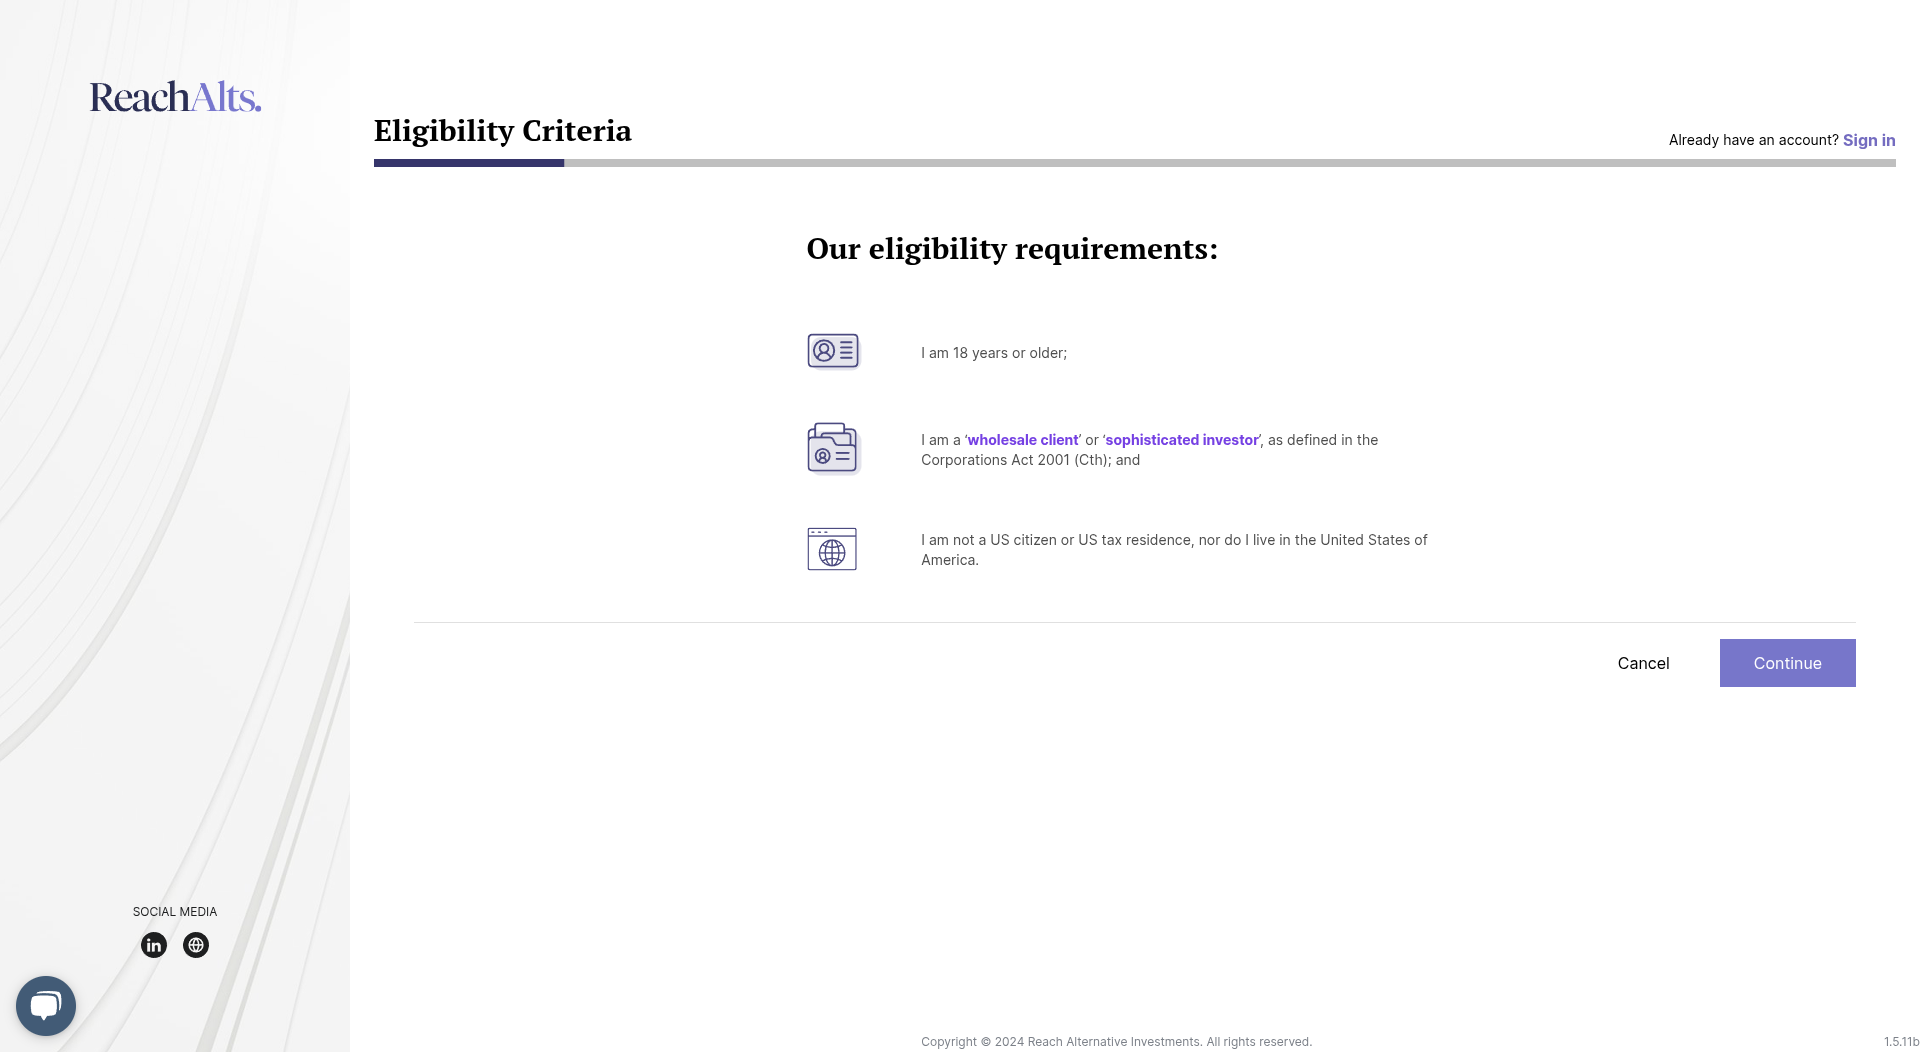 ReachAlts.
Eligibility Criteria
Already have an account? Sign in
Our eligibility requirements:
I am 18 years or older;
I am a ‘wholesale client’ or ‘sophisticated investor’, as defined in the
Corporations Act 2001 (Cth); and
I am not a US citizen or US tax residence, nor do I live in the United States of
America.
Cancel
Continue
SOCIAL MEDIA
in
Copyright © 2024 Reach Alternative Investments. All rights reserved.
1.5.11b